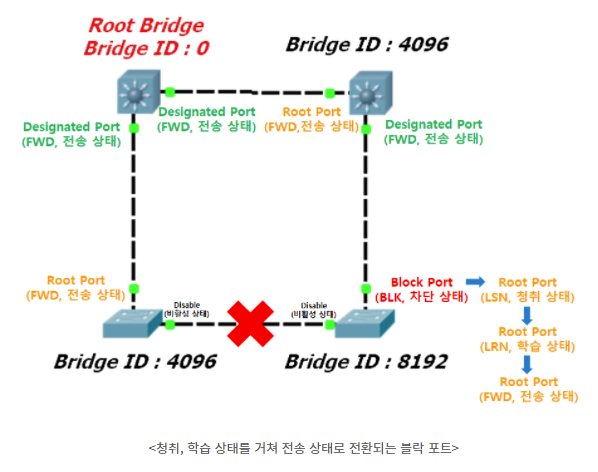 Root Bridge
Bridge ID : 0
Bridge ID : 4096
Designated Port
(FWD, 전송 상태)
Root Port
(FWD,전송 상태)
Designated Port
(FWD, 전송 상태)
Designated Port
(FWD, 전송 상태)
Root Port
(FWD, 전송 상태)
Disable
(비활성 상태)
Disable
(비활성 상태)
Block Port
(BLK, 차단 상태)
Root Port
(LSN, 청취 상태)
Root Port
(LRN, 학습 상태)
Root Port
(FWD, 전송 상태)
Bridge ID : 4096
Bridge ID : 8192
<청취, 학습 상태를 거쳐 전송 상태로 전환되는 블락 포트>